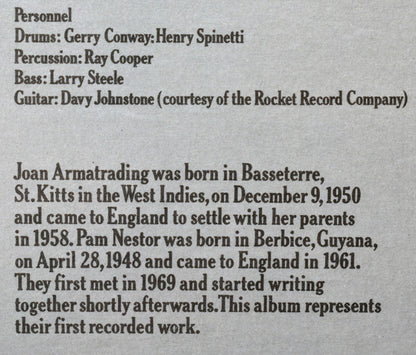 Personnel
Drums: Gerry Conway: Henry Spinetti
Percussion: Ray Cooper
Bass: Larry Steele
Guitar: Davy Johnstone (courtesy of the Rocket Record Company)
Joan Armatrading was born in Basseterre,
St. Kitts in the West Indies, on December 9, 1950
and came to England to settle with her parents
in 1958. Pam Nestor was born in Berbice, Guyana,
on April 28, 1948 and came to England in 1961.
They first met in 1969 and started writing
together shortly afterwards. This album represents
their first recorded work.